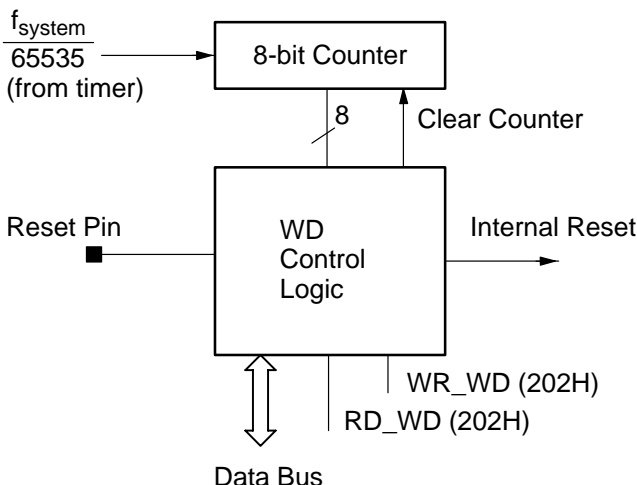 f_system
65535
(from timer)
8-bit Counter
8
Clear Counter
Reset Pin
WD
Control
Logic
Internal Reset
WR_WD (202H)
RD_WD (202H)
Data Bus